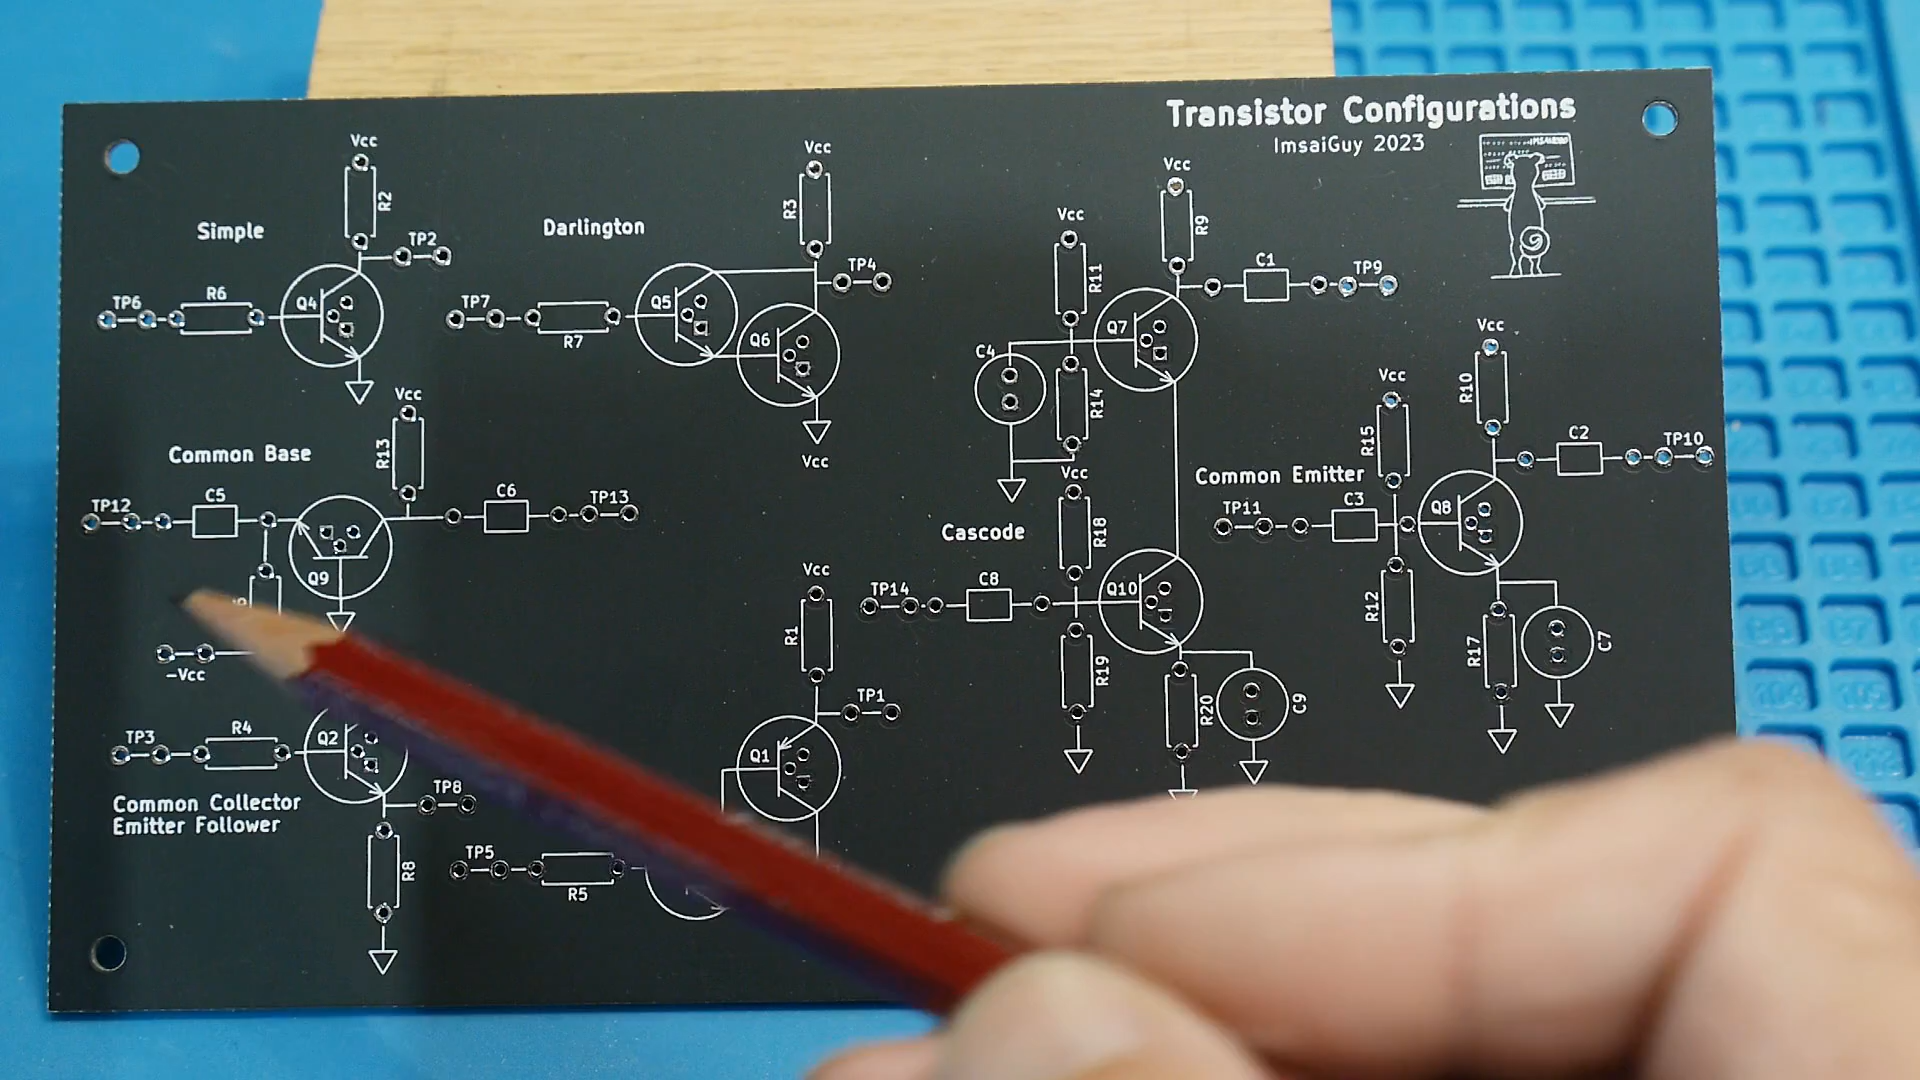 Transistor Configurations
ImsaiGuy 2023
Vcc
R2
Simple
TP2
TP6
R6
Q4
Darlington
Vcc
R3
TP4
TP7
R7
Q5
Q6
Vcc
Vcc
R9
Vcc
R11
C1
TP9
Q7
C4
R14
Common Base
Vcc
R13
TP12
C5
C6
TP13
Q9
-Vcc
Cascode
Vcc
R18
TP14
C8
Q10
R19
R20
C9
Common Emitter
Vcc
R10
Vcc
R15
C2
TP10
TP11
C3
Q8
R12
R17
C7
TP3
R4
Q2
TP8
Common Collector
Emitter Follower
R8
Vcc
R1
TP1
Q1
TP5
R5